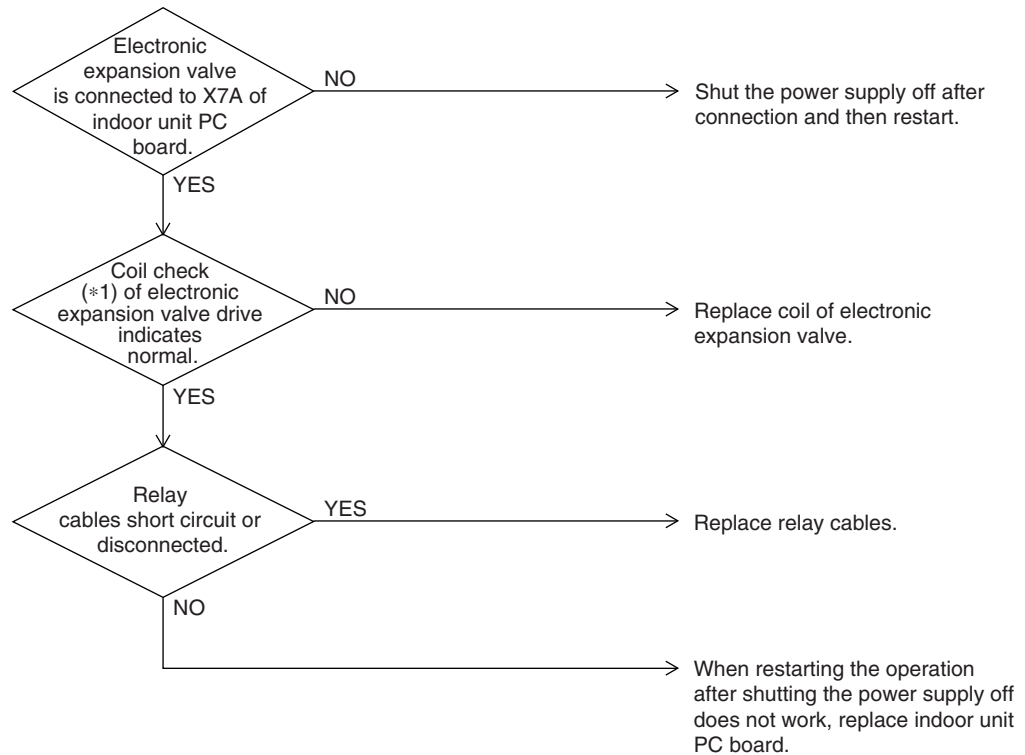 Electronic
expansion valve
is connected to X7A of
indoor unit PC
board.
NO
Shut the power supply off after
connection and then restart.
YES
Coil check
(*1) of electronic
expansion valve drive
indicates
normal.
NO
Replace coil of electronic
expansion valve.
YES
Relay
cables short circuit or
disconnected.
YES
Replace relay cables.
NO
When restarting the operation
after shutting the power supply off
does not work, replace indoor unit
PC board.